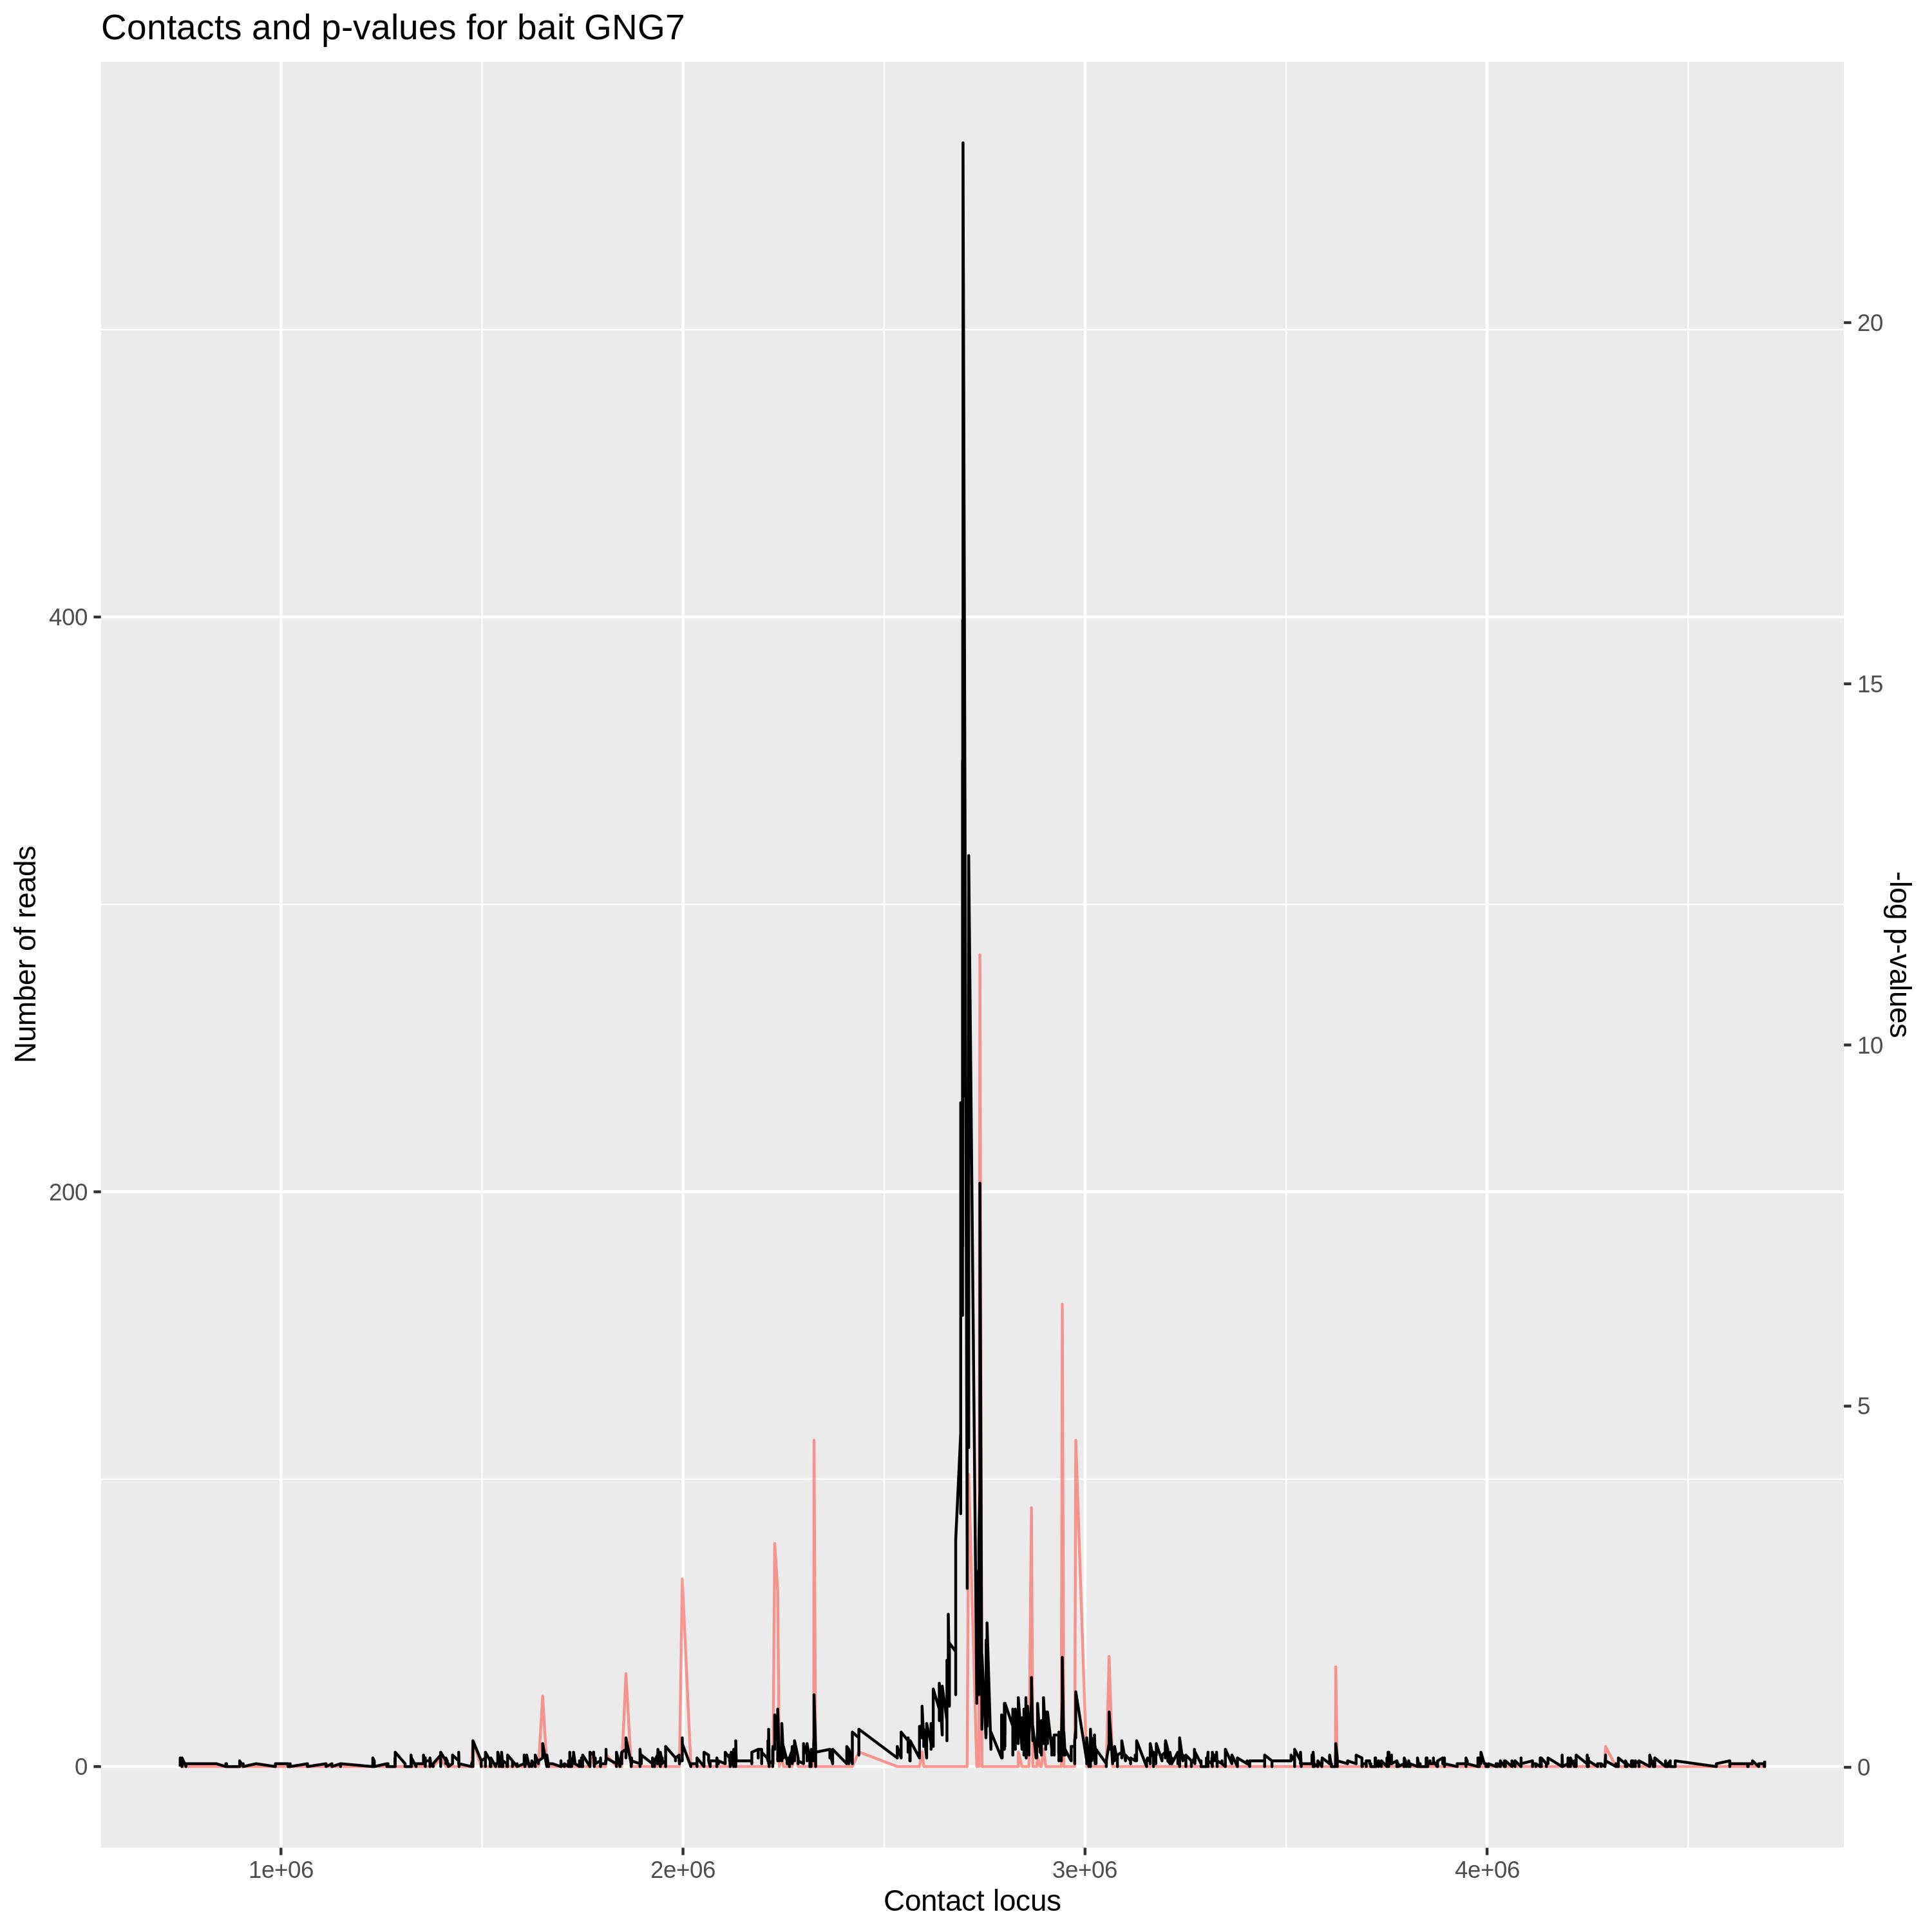 Contacts and p-values for bait GNG7
Number of reads
400
200
0
20
15
10
5
0
-log p-values
1e+06
2e+06
3e+06
4e+06
Contact locus